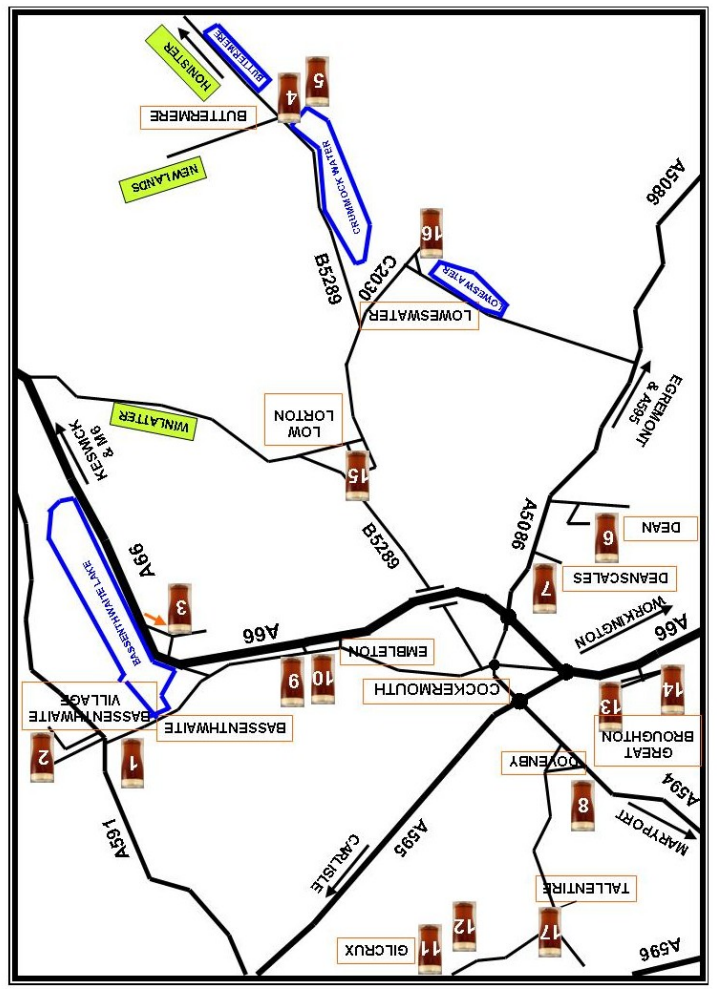 A596
GILCRUX
11
12
17
TALLENTIRE
A591
CARLISLE
A595
MARYPORT
A594
8
DOVENBY
2
1
BASSENTHWAITE
VILLAGE
BASSENTHWAITE
GREAT
BROUGHTON
14
13
COCKERMOUTH
9
10
EMBLETON
A66
WORKINGTON
A66
3
BASSENTHWAITE LAKE
A66
DEANSCALES
7
DEAN
6
A5086
B5289
15
LOW
LORTON
KESWICK
& M6
WINLATTER
EGREMONT
& A595
LOWESWATER
LOWESWATER
C2030
B5289
16
A5086
CRUMMOCK WATER
NEWLANDS
BUTTERMERE
4
5
HONISTER
BUTTERMERE